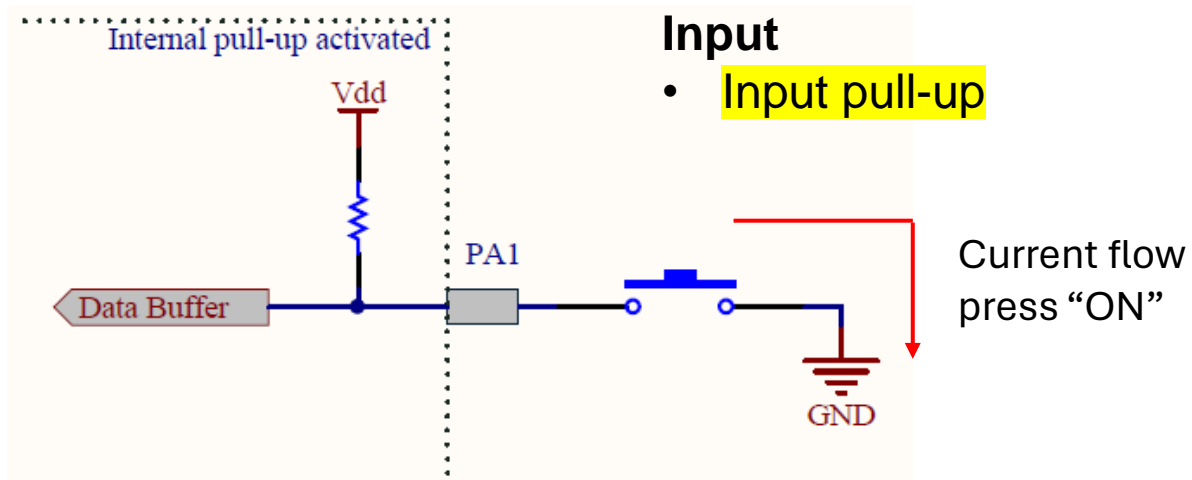 Internal pull-up activated
Input
• Input pull-up
Vdd
PA1
Data Buffer
Current flow
press “ON”
GND